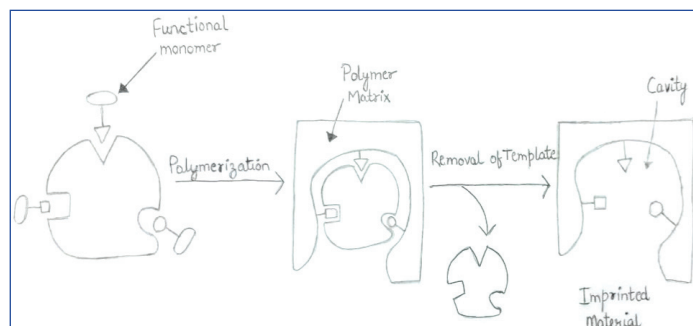 Functional
monomer
Polymerization
Polymer
Matrix
Removal of Template
Cavity
Imprinted
Material